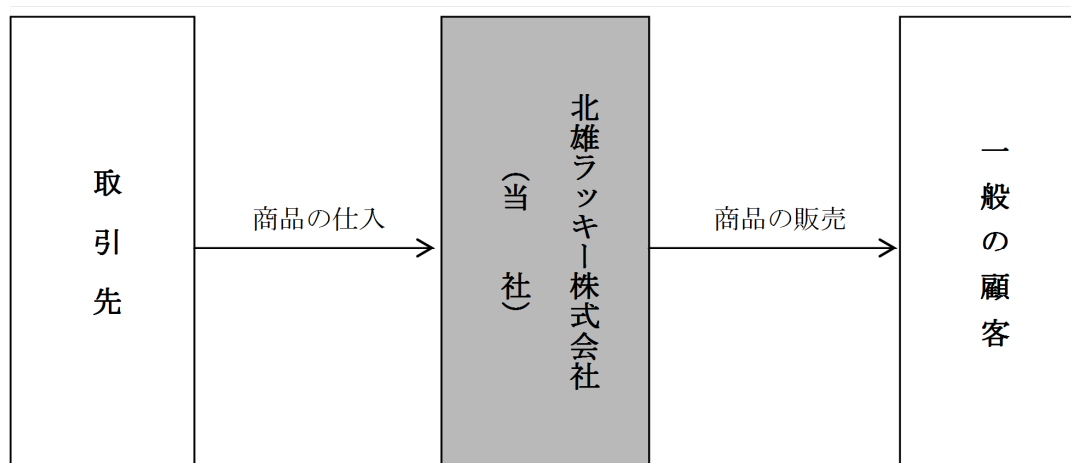 取引先
商品の仕入
北雄ラッキー株式会社
（当社）
商品の販売
一般の顧客